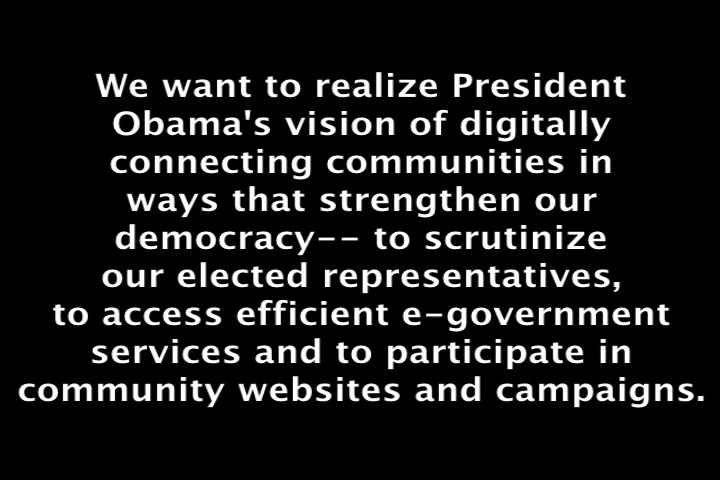 We want to realize President
Obama's vision of digitally
connecting communities in
ways that strengthen our
democracy-- to scrutinize
our elected representatives,
to access efficient e-government
services and to participate in
community websites and campaigns.